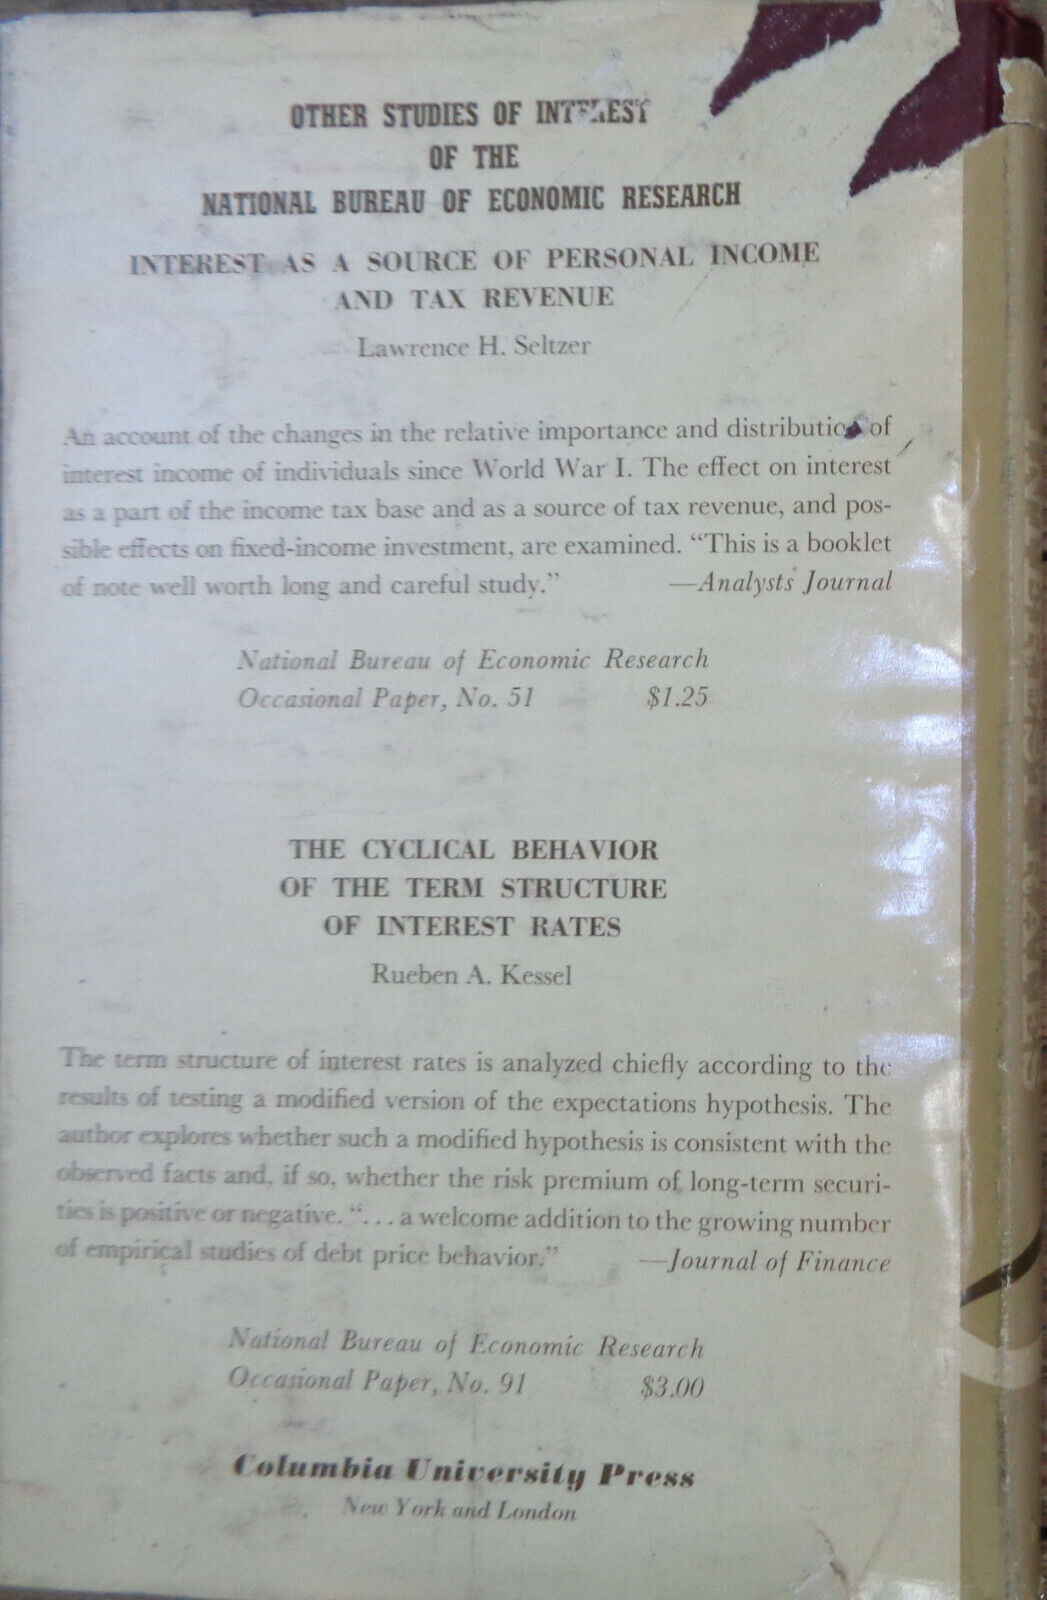 OTHER STUDIES OF INTEREST
OF THE
NATIONAL BUREAU OF ECONOMIC RESEARCH
INTEREST AS A SOURCE OF PERSONAL INCOME
AND TAX REVENUE
Lawrence H. Seltzer
An account of the changes in the relative importance and distribution of
interest income of individuals since World War I. The effect on interest
as a part of the income tax base and as a source of tax revenue, and pos-
sible effects on fixed-income investment, are examined. “This is a booklet
of note well worth long and careful study.” —Analysts Journal
National Bureau of Economic Research
Occasional Paper, No. 51 $1.25
THE CYCLICAL BEHAVIOR
OF THE TERM STRUCTURE
OF INTEREST RATES
Rueben A. Kessel
The term structure of interest rates is analyzed chiefly according to the
results of testing a modified version of the expectations hypothesis. The
author explores whether such a modified hypothesis is consistent with the
observed facts and, if so, whether the risk premium of long-term securi-
ties is positive or negative. “... a welcome addition to the growing number
of empirical studies of debt price behavior.” —Journal of Finance
National Bureau of Economic Research
Occasional Paper, No. 91 $3.00
Columbia University Press
New York and London